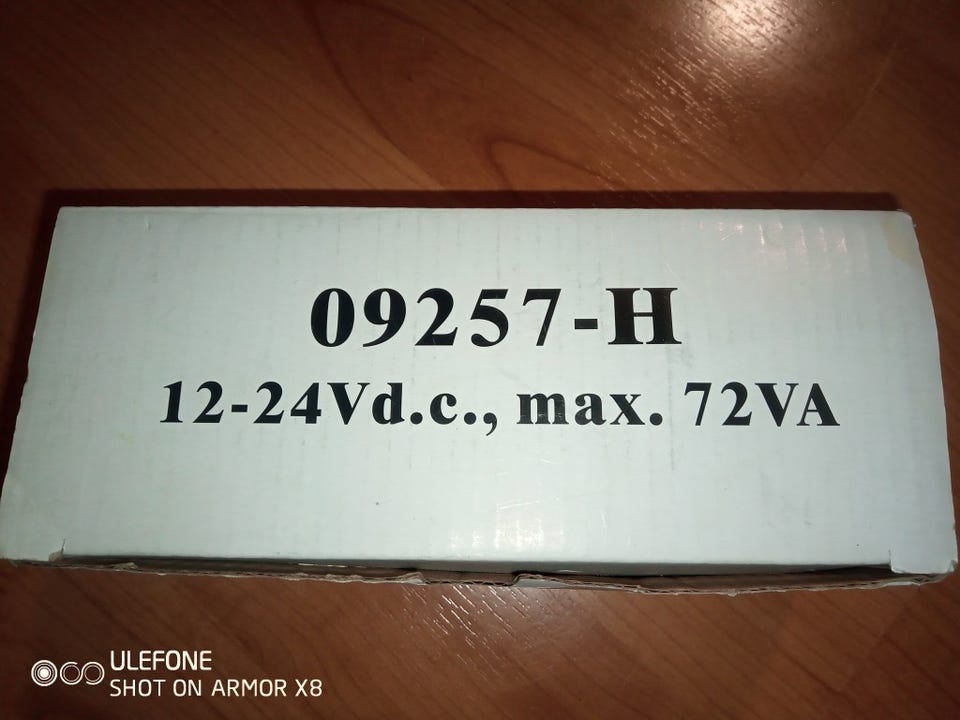 09257-H
12-24Vd.c., max. 72VA
ULEFONE
SHOT ON ARMOR X8